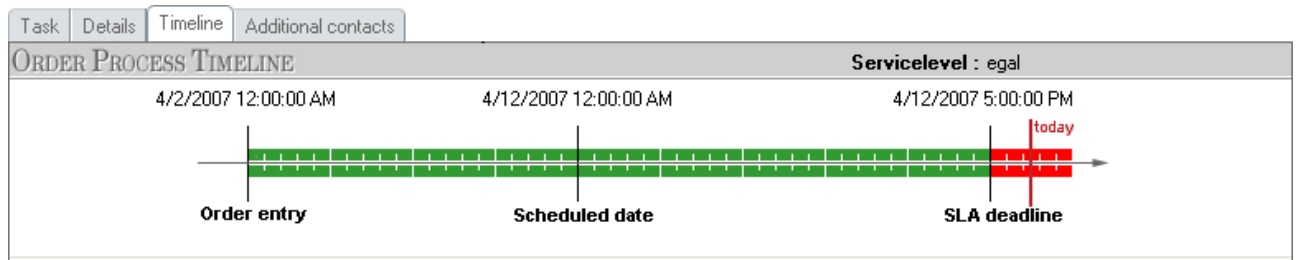 Task Details Timeline Additional contacts
ORDER PROCESS TIMELINE Servicelevel : egal
4/2/2007 12:00:00 AM 4/12/2007 12:00:00 AM 4/12/2007 5:00:00 PM
today
Order entry Scheduled date SLA deadline